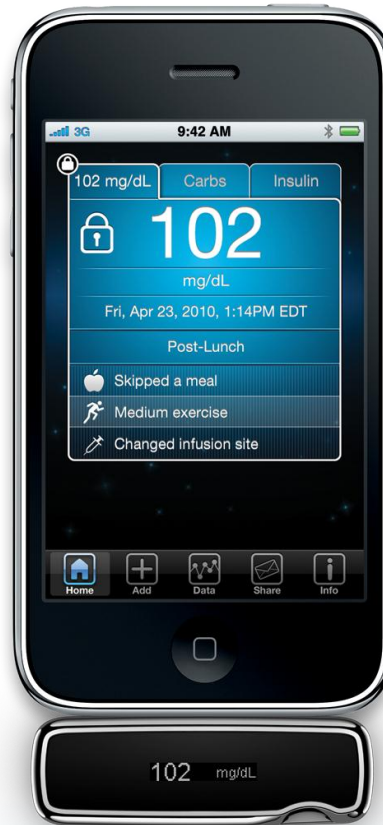 3G 9:42 AM
102 mg/dL Carbs Insulin
102
mg/dL
Fri, Apr 23, 2010, 1:14PM EDT
Post-Lunch
Skipped a meal
Medium exercise
Changed infusion site
Home Add Data Share Info
102 mg/dL